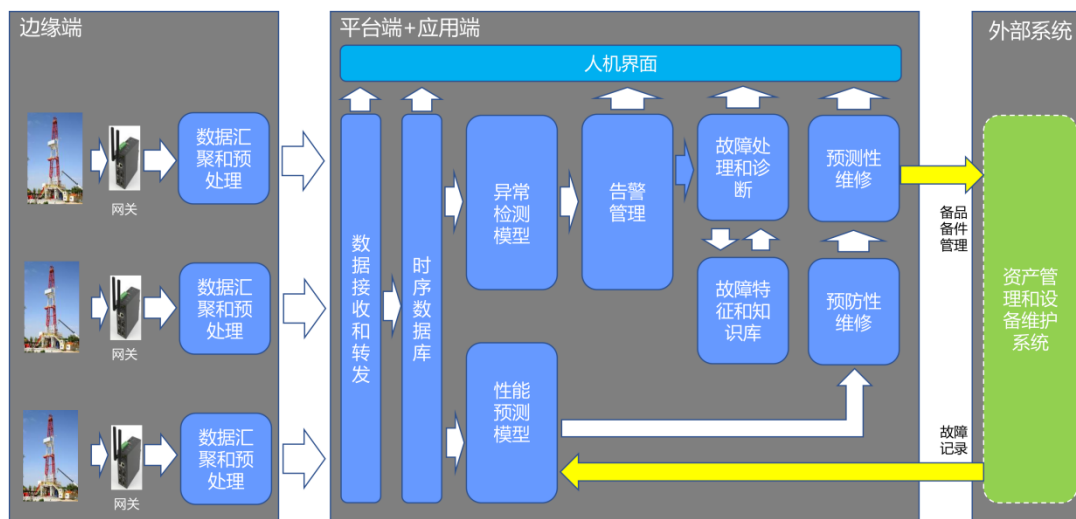 边缘端
网关
数据汇
聚和预
处理
网关
数据汇
聚和预
处理
网关
数据汇
聚和预
处理
平台端+应用端
人机界面
数据接收和转发
时序数据库
异常
检测
模型
告警
管理
故障处
理和诊
断
预测性
维修
故障特
征和知
识库
预防性
维修
性能
预测
模型
备品
备件
管理
故障
记录
外部系统
资产管
理和设
备维护
系统